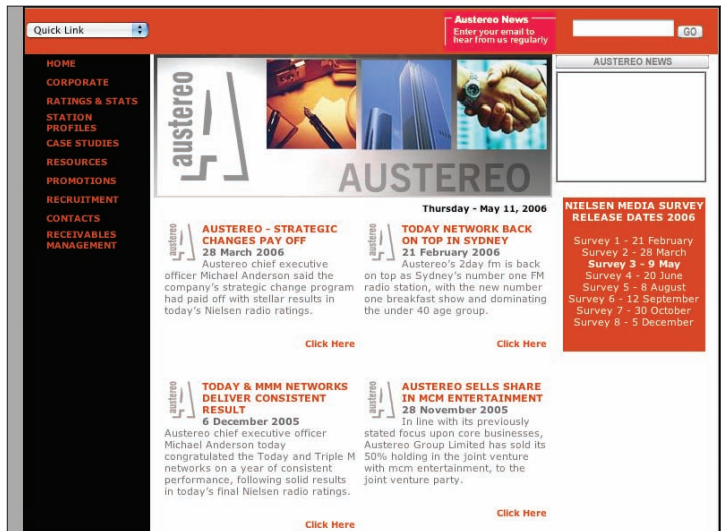 Quick Link
Austereo News
Enter your email to
hear from us regularly
GO
HOME
CORPORATE
RATINGS & STATS
STATION
PROFILES
CASE STUDIES
RESOURCES
PROMOTIONS
RECRUITMENT
CONTACTS
RECEIVABLES
MANAGEMENT
austereo
AUSTEREO
AUSTEREO NEWS
Thursday - May 11, 2006
austereo
AUSTEREO - STRATEGIC
CHANGES PAY OFF
28 March 2006
Austereo chief executive
officer Michael Anderson said the
company's strategic change program
had paid off with stellar results in
today's Nielsen radio ratings.
Click Here
austereo
TODAY NETWORK BACK
ON TOP IN SYDNEY
21 February 2006
Austereo's 2day fm is back
on top as Sydney's number one FM
radio station, with the new number
one breakfast show and dominating
the under 40 age group.
Click Here
austereo
TODAY & MMM NETWORKS
DELIVER CONSISTENT
RESULT
6 December 2005
Austereo chief executive officer
Michael Anderson today
congratulated the Today and Triple M
networks on a year of consistent
performance, following solid results
in today's final Nielsen radio ratings.
Click Here
austereo
AUSTEREO SELLS SHARE
IN MCM ENTERTAINMENT
28 November 2005
In line with its previously
stated focus upon core businesses,
Austereo Group Limited has sold its
50% holding in the joint venture
with mcm entertainment, to the
joint venture party.
Click Here
NIELSEN MEDIA SURVEY
RELEASE DATES 2006
Survey 1 - 21 February
Survey 2 - 28 March
Survey 3 - 9 May
Survey 4 - 20 June
Survey 5 - 8 August
Survey 6 - 12 September
Survey 7 - 30 October
Survey 8 - 5 December